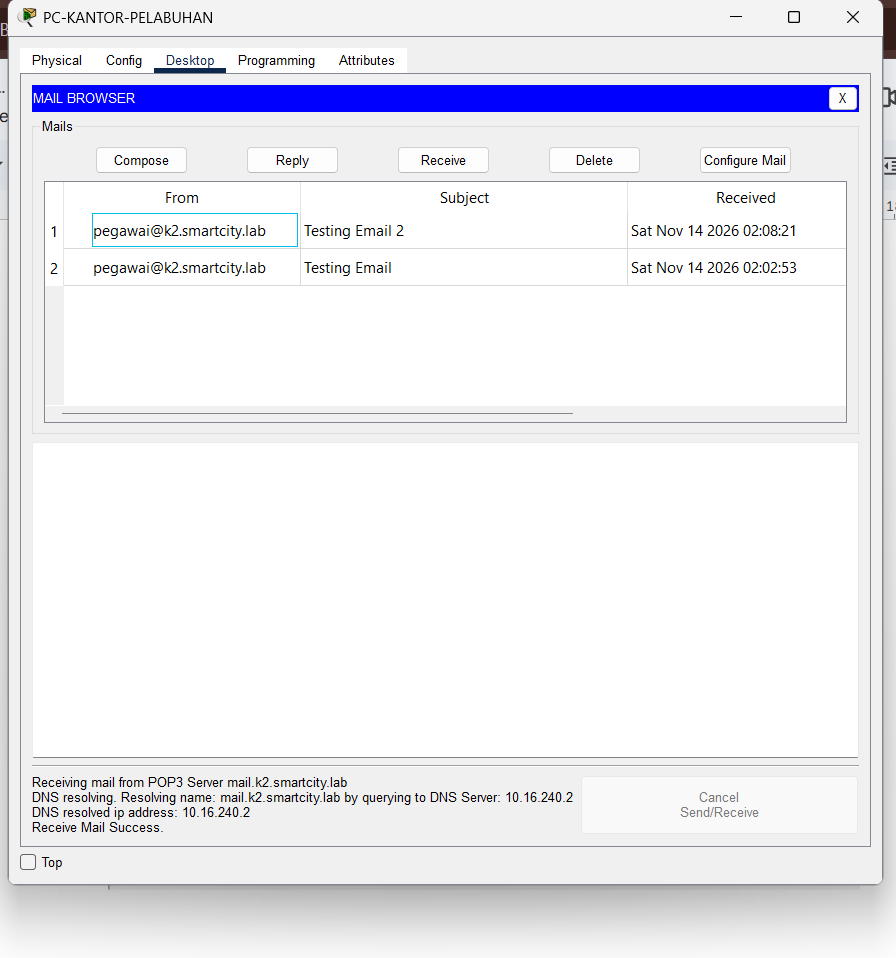 PC-KANTOR-PELABUHAN
Physical Config Desktop Programming Attributes
MAIL BROWSER X
Mails
Compose Reply Receive Delete Configure Mail
From Subject Received
1 pegawai@k2.smartcity.lab Testing Email 2 Sat Nov 14 2026 02:08:21
2 pegawai@k2.smartcity.lab Testing Email Sat Nov 14 2026 02:02:53
Receiving mail from POP3 Server mail.k2.smartcity.lab
DNS resolving. Resolving name: mail.k2.smartcity.lab by querying to DNS Server: 10.16.240.2
DNS resolved ip address: 10.16.240.2
Receive Mail Success.
Cancel
Send/Receive
Top